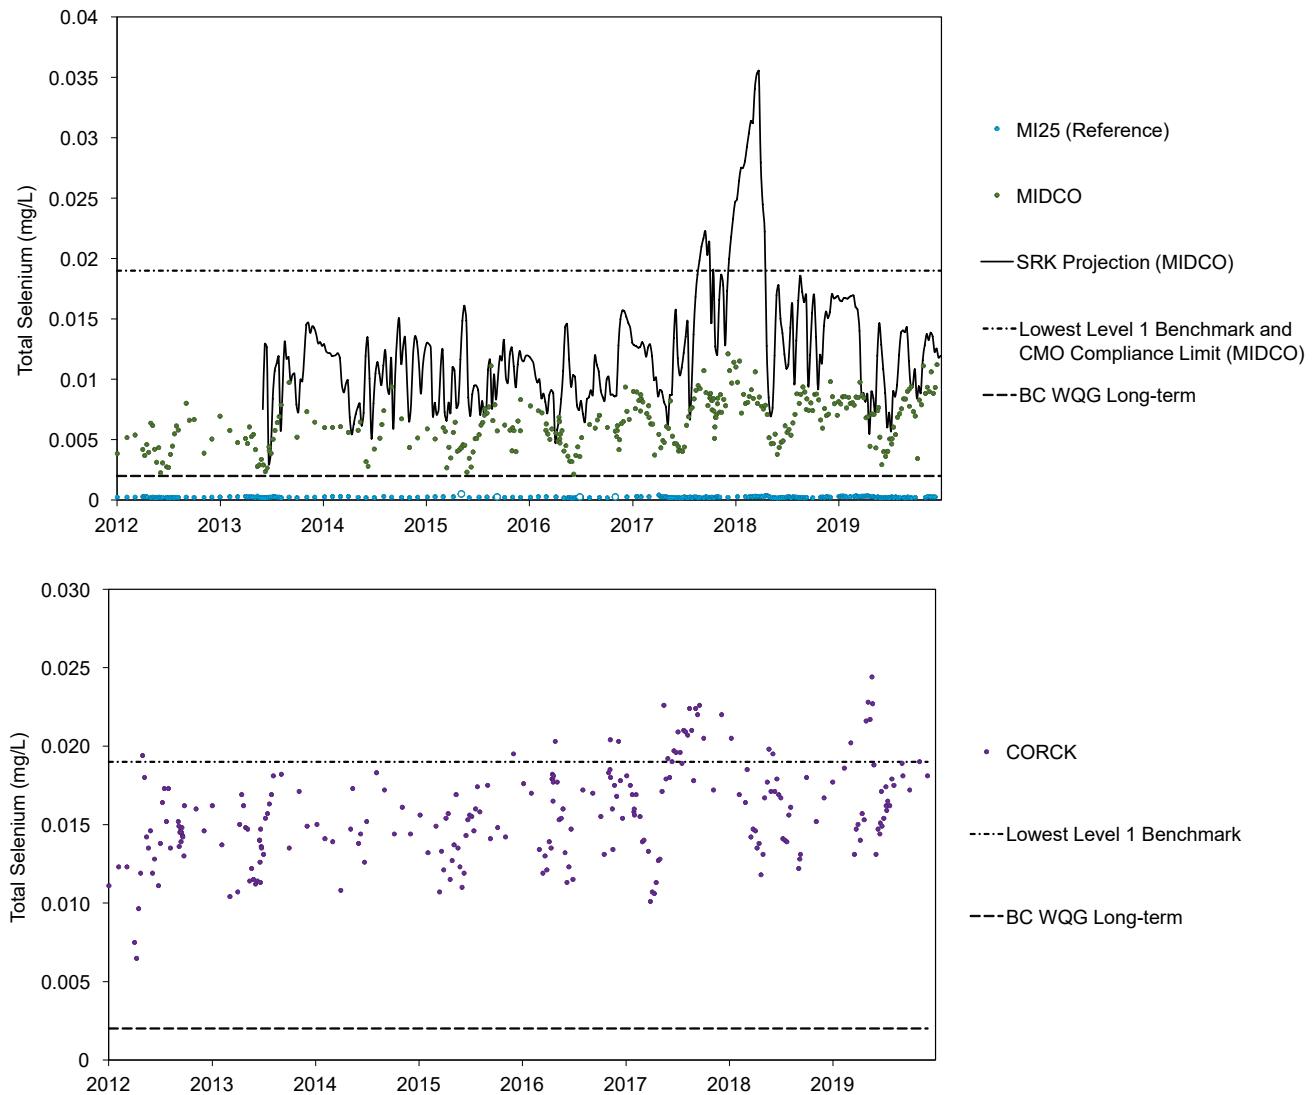 0.04
0.035
0.03
0.025
0.02
0.015
0.01
0.005
0
Total Selenium (mg/L)
2012 2013 2014 2015 2016 2017 2018 2019
MI25 (Reference)
MIDCO
SRK Projection (MIDCO)
Lowest Level 1 Benchmark and
CMO Compliance Limit (MIDCO)
BC WQG Long-term
0.030
0.025
0.020
0.015
0.010
0.005
0
Total Selenium (mg/L)
2012 2013 2014 2015 2016 2017 2018 2019
CORCK
Lowest Level 1 Benchmark
BC WQG Long-term